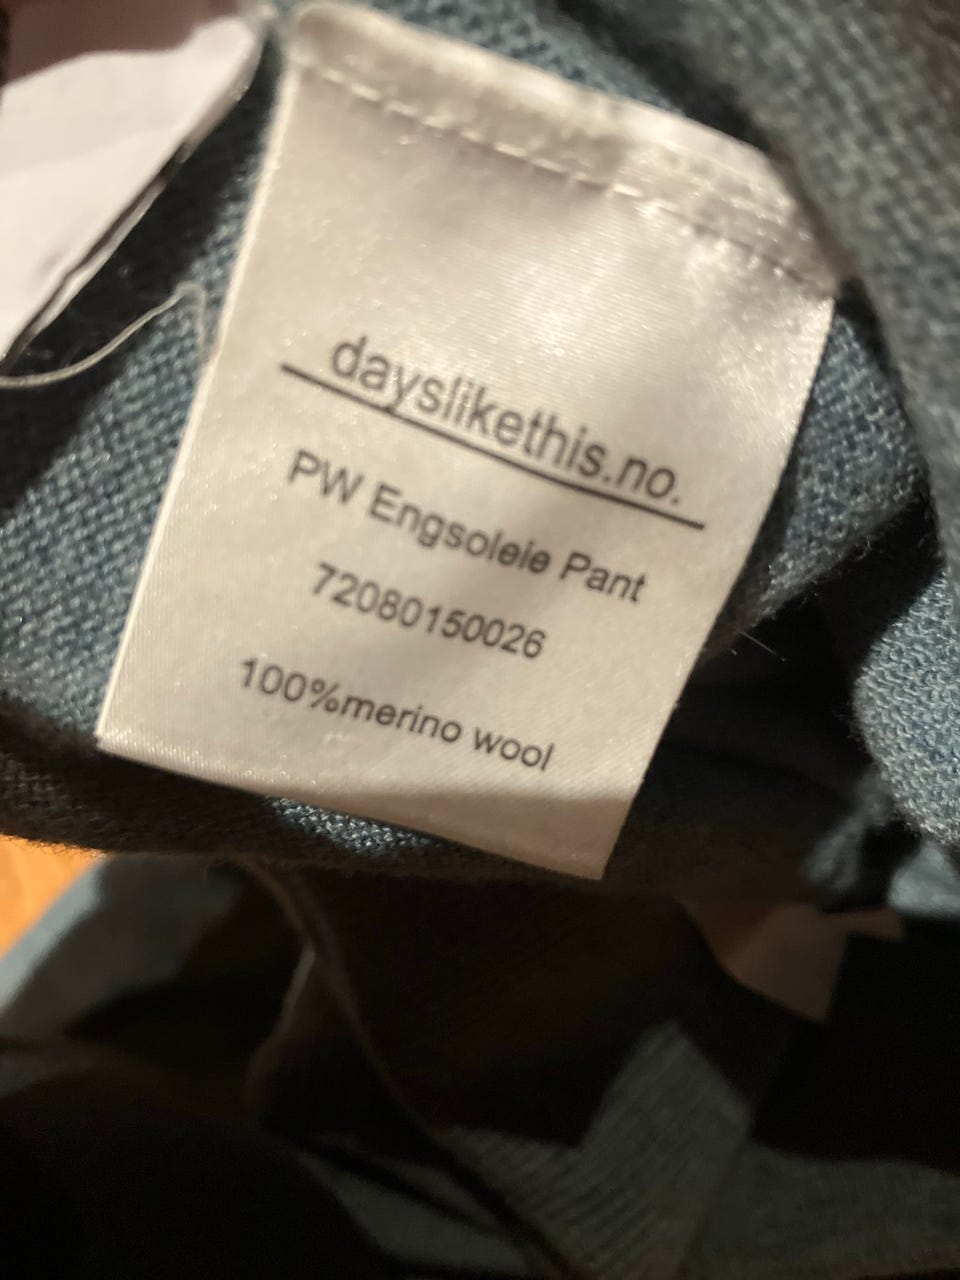 dayslikethis.no.
PW Engsoleie Pant
72080150026
100%merino wool